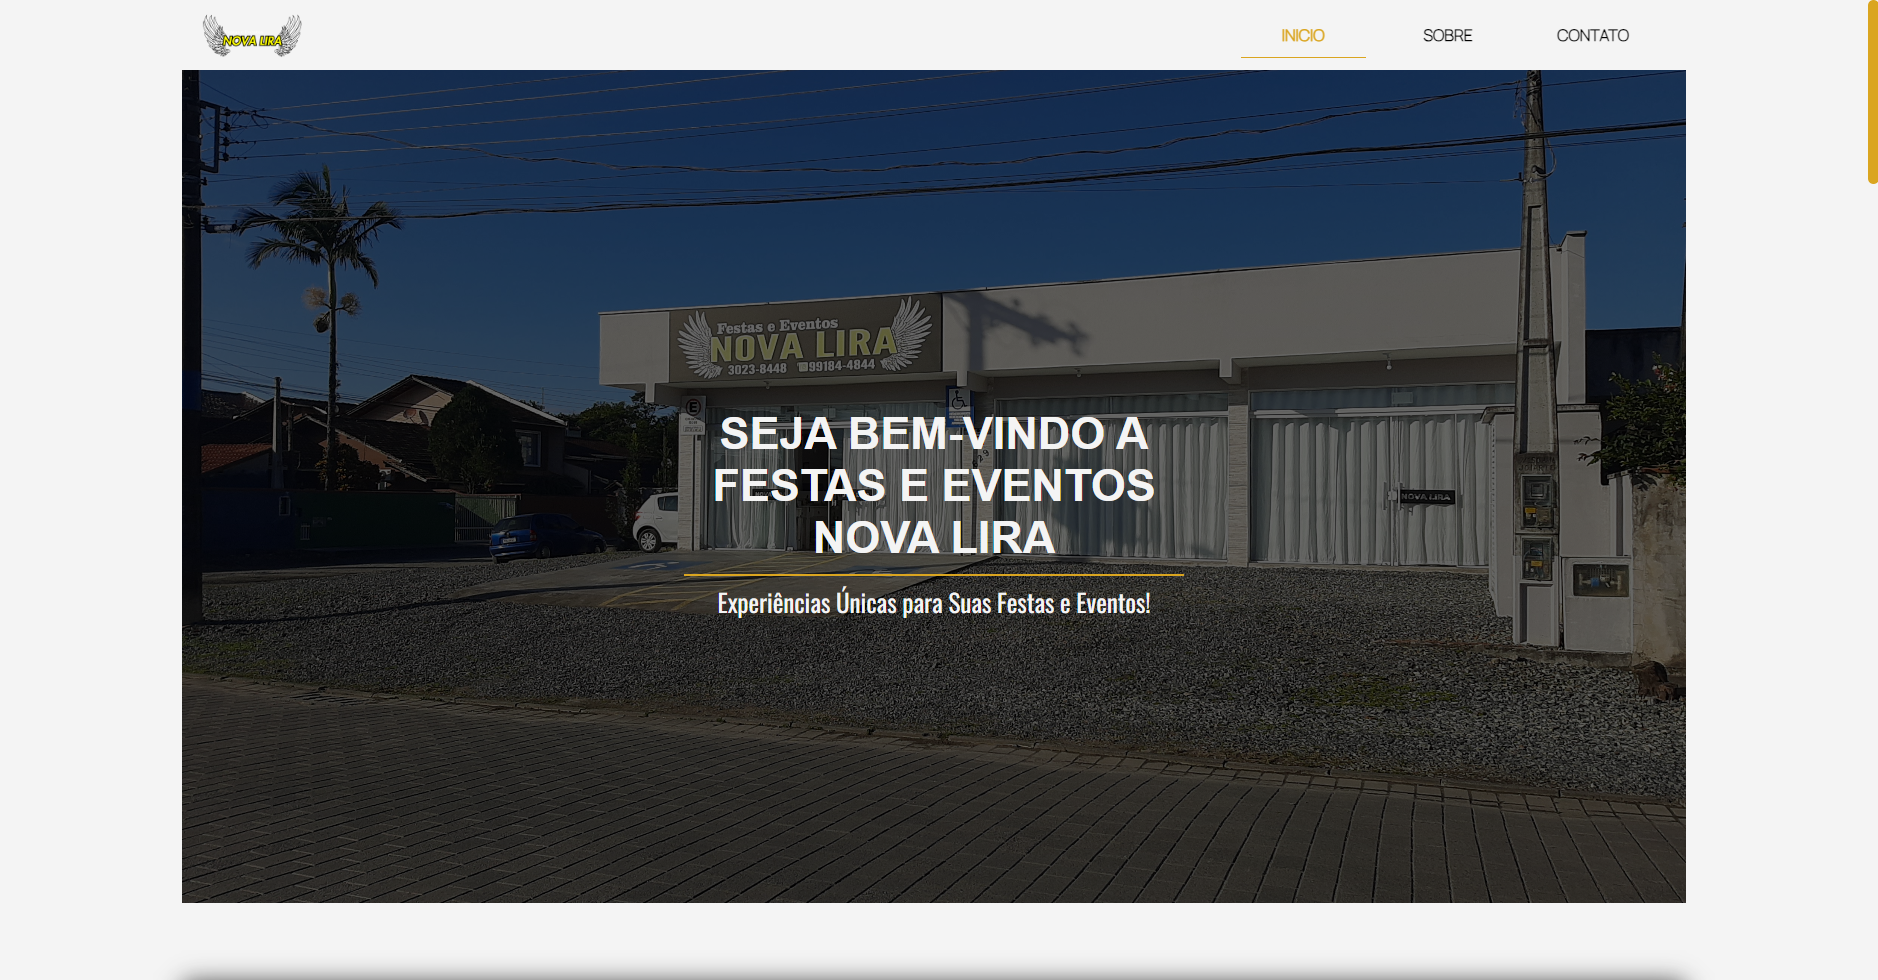 NOVA LIRA
INICIO
SOBRE
CONTATO
Festas e Eventos
NOVA LIRA
3023-8448 99184-4844
E
SEJA BEM-VINDO A
FESTAS E EVENTOS
NOVA LIRA
NOVA LIRA
Experiências Únicas para Suas Festas e Eventos!